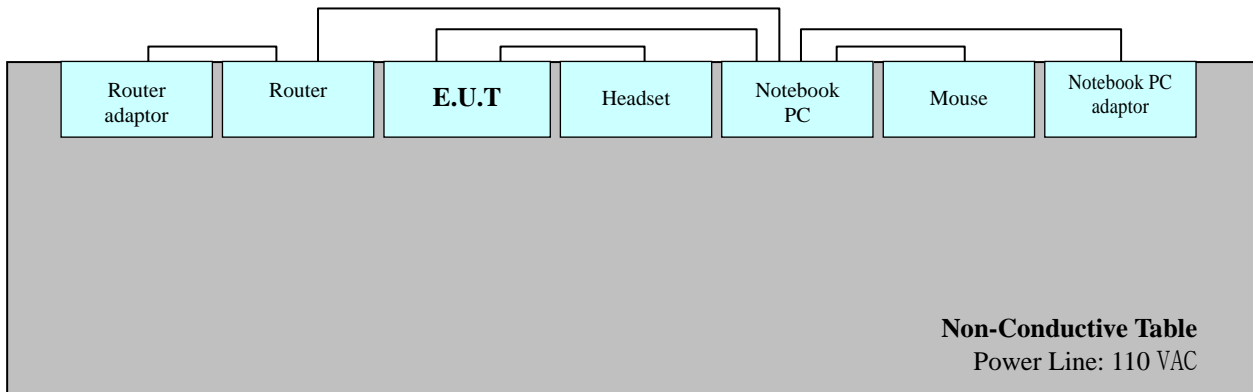 Router
adaptor
Router
E.U.T
Headset
Notebook
PC
Mouse
Notebook PC
adaptor
Non-Conductive Table
Power Line: 110 VAC